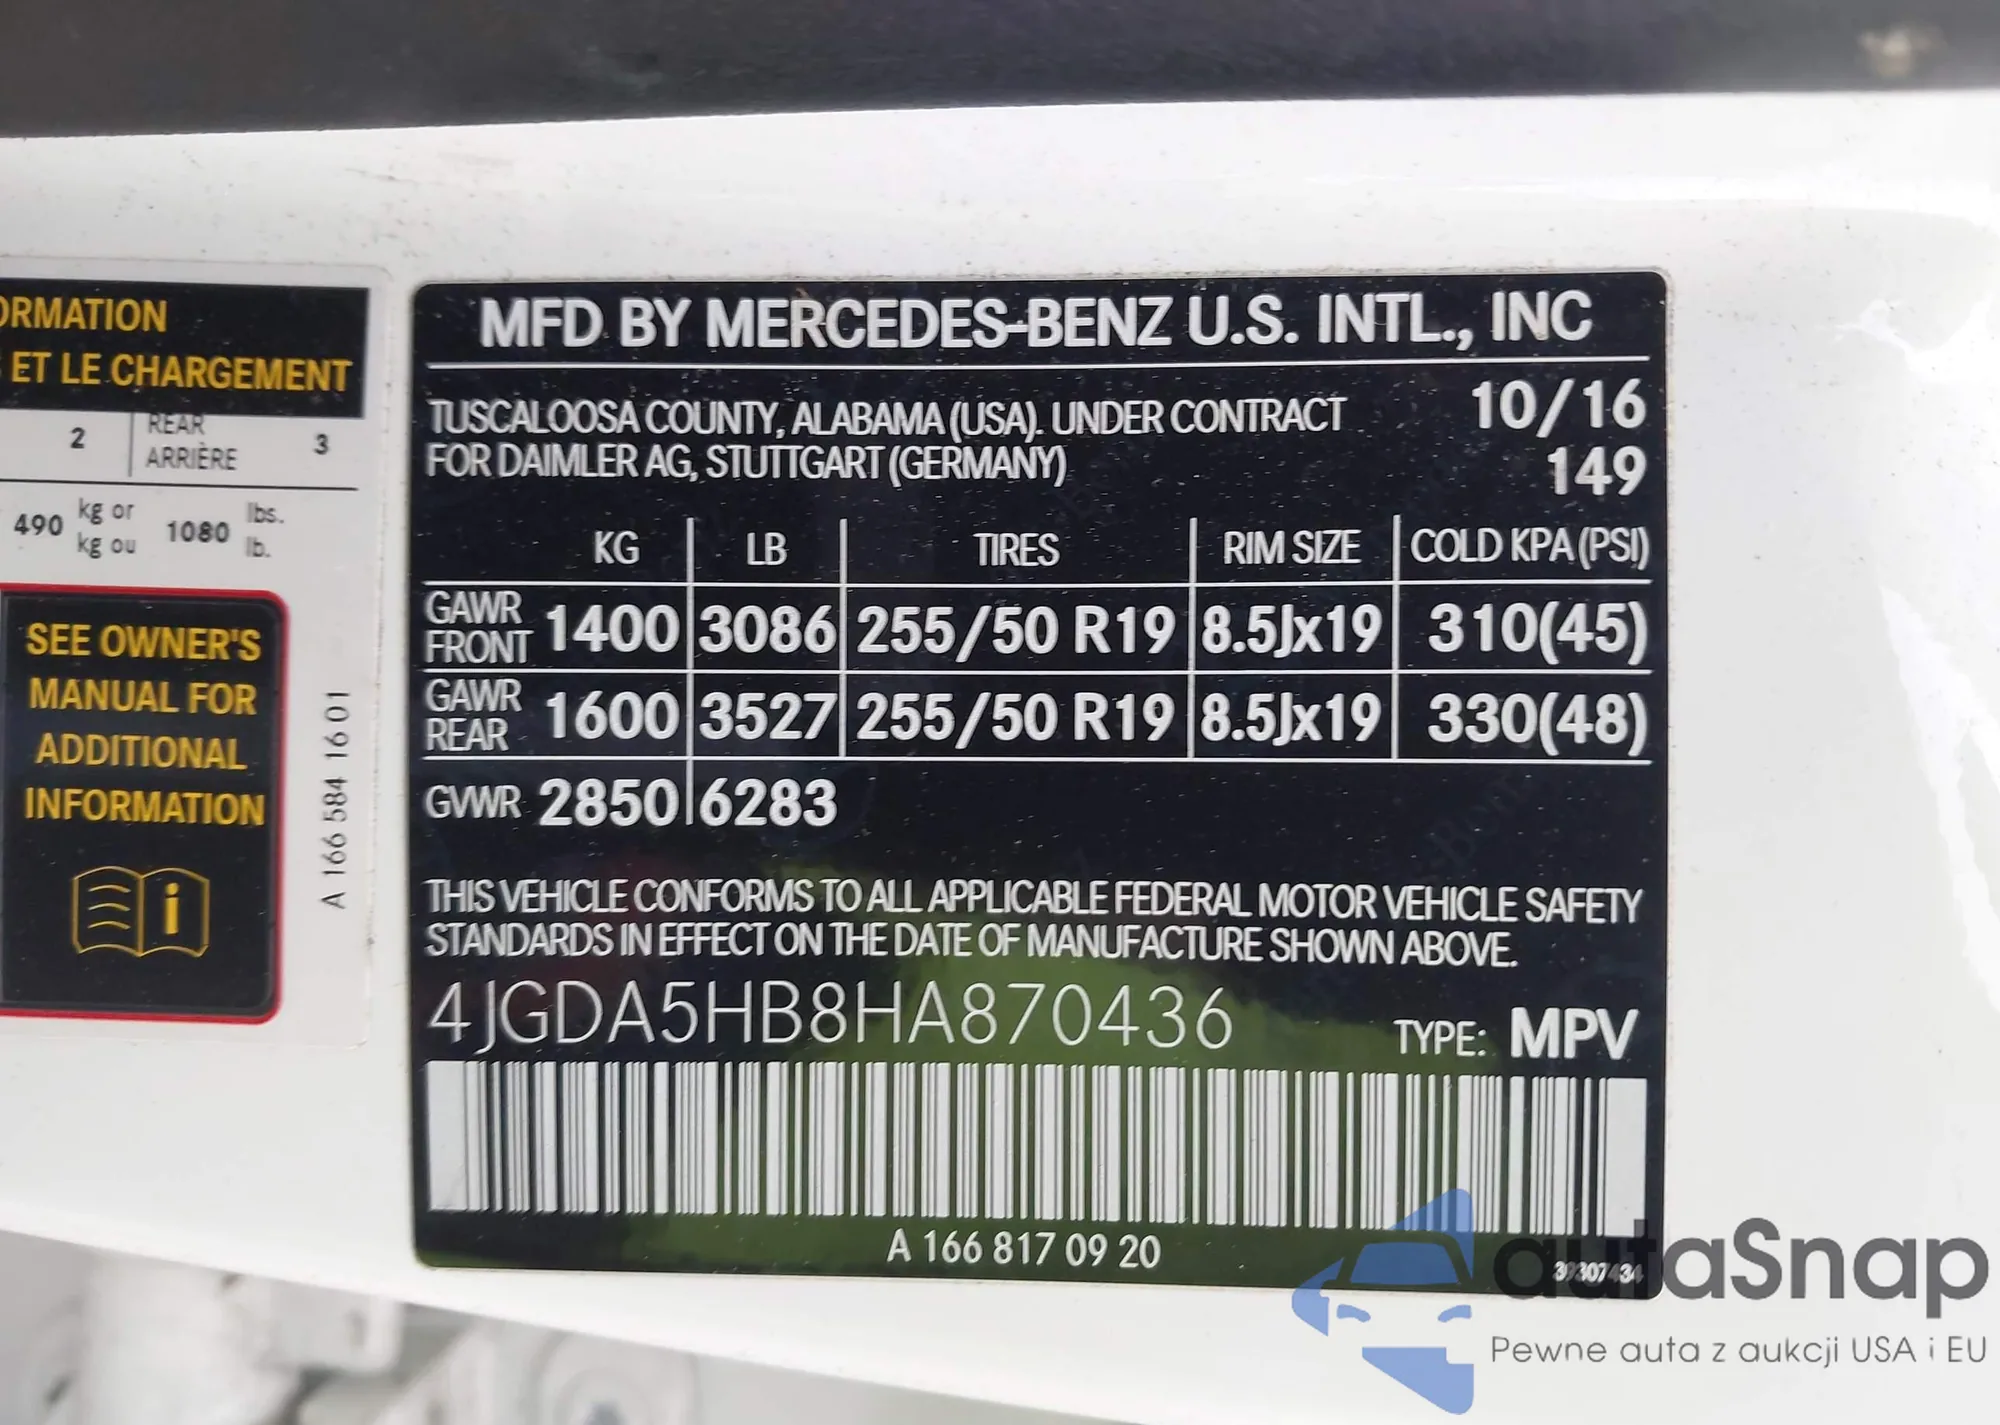 ORMATION
ET LE CHARGEMENT
2 REAR ARRIÈRE 3
490 kg or kg ou 1080 lbs. lb.
SEE OWNER'S
MANUAL FOR
ADDITIONAL
INFORMATION
i
A 166 584 16 01
MFD BY MERCEDES-BENZ U.S. INTL., INC
TUSCALOOSA COUNTY, ALABAMA (USA). UNDER CONTRACT 10/16
FOR DAIMLER AG, STUTTGART (GERMANY) 149
KG LB TIRES RIM SIZE COLD KPA (PSI)
GAWR FRONT 1400 3086 255/50 R19 8.5Jx19 310(45)
GAWR REAR 1600 3527 255/50 R19 8.5Jx19 330(48)
GVWR 2850 6283
THIS VEHICLE CONFORMS TO ALL APPLICABLE FEDERAL MOTOR VEHICLE SAFETY
STANDARDS IN EFFECT ON THE DATE OF MANUFACTURE SHOWN ABOVE.
4JGDA5HB8HA870436 TYPE: MPV
A 166 817 09 20
39307434
autaSnap
Pewne auta z aukcji USA i EU